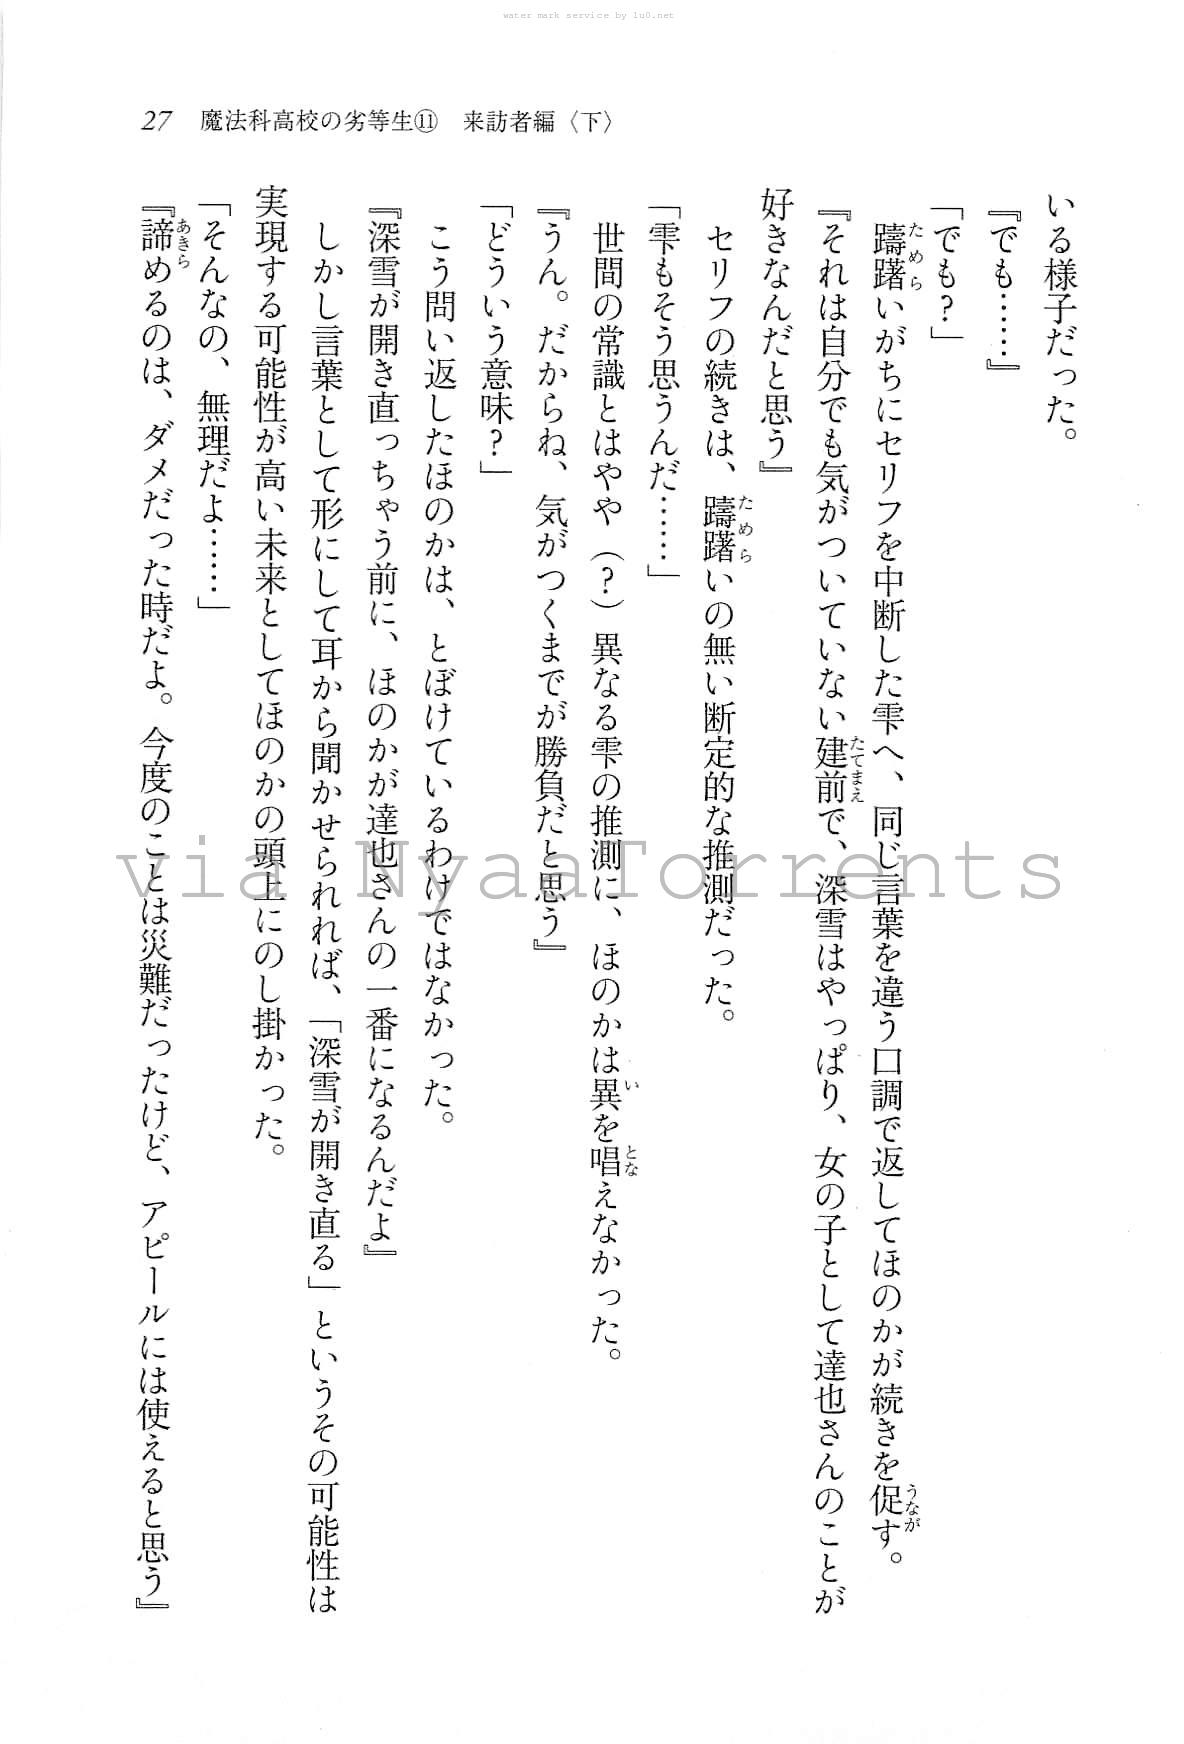 water mark service by lu0.net
27 魔法科高校の劣等生⑪ 来訪者編〈下〉
いる様子だった。
『でも……』
「でも?」
躊躇いがちにセリフを中断した雫へ、同じ言葉を違う口調で返してほのかが続きを促す。
『それは自分でも気がついていない建前で、深雪はやっぱり、女の子として達也さんのことが
好きなんだと思う』
セリフの続きは、躊躇いの無い断定的な推測だった。
「雫もそう思うんだ……」
世間の常識とはやや(?)異なる雫の推測に、ほのかは異を唱えなかった。
『うん。だからね、気がつくまでが勝負だと思う』
「どういう意味?」
こう問い返したほのかは、とぼけているわけではなかった。
『深雪が開き直っちゃう前に、ほのかが達也さんの一番になるんだよ』
しかし言葉として形にして耳から聞かせられれば、「深雪が開き直る」というその可能性は
実現する可能性が高い未来としてほのかの頭上にのし掛かった。
「そんなの、無理だよ……」
『諦めるのは、ダメだった時だよ。今度のことは災難だったけど、アピールには使えると思う』
via NyaaTorrents